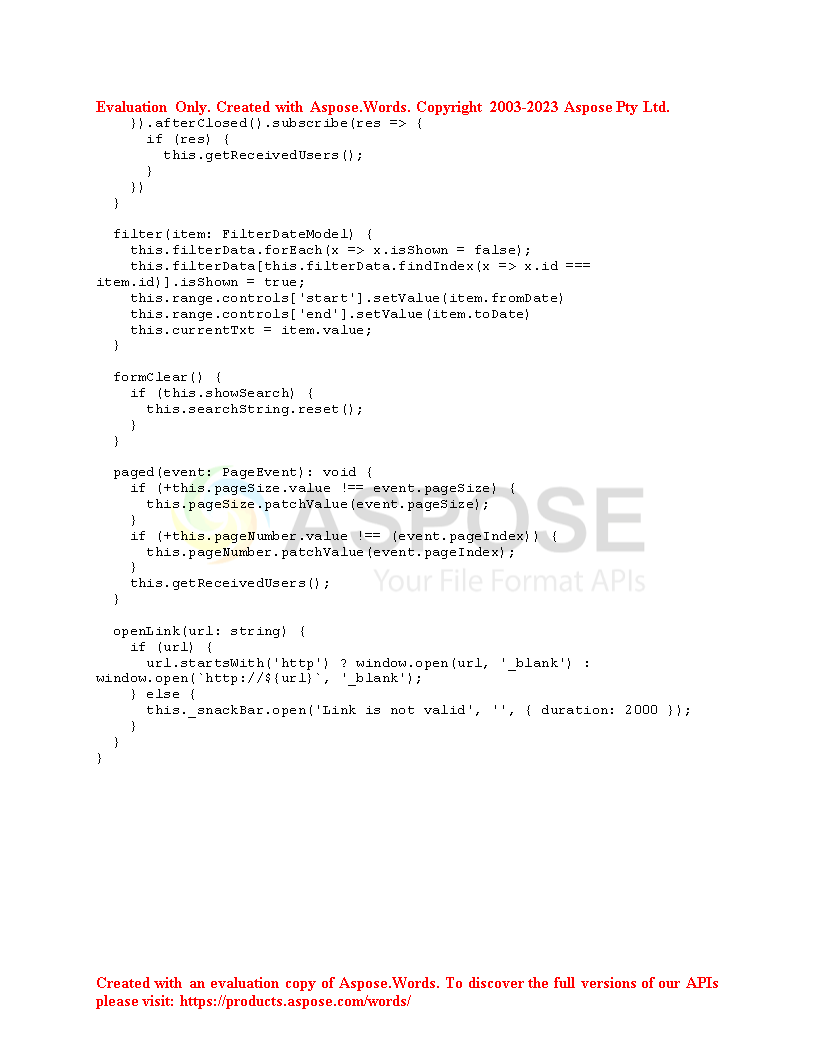 Evaluation Only. Created with Aspose.Words. Copyright 2003-2023 Aspose Pty Ltd.
    }).afterClosed().subscribe(res => {
      if (res) {
        this.getReceivedUsers();
      }
    })
  }

  filter(item: FilterDateModel) {
    this.filterData.forEach(x => x.isShown = false);
    this.filterData[this.filterData.findIndex(x => x.id ===
item.id)].isShown = true;
    this.range.controls['start'].setValue(item.fromDate)
    this.range.controls['end'].setValue(item.toDate)
    this.currentTxt = item.value;
  }

  formClear() {
    if (this.showSearch) {
      this.searchString.reset();
    }
  }

  paged(event: PageEvent): void {
    if (+this.pageSize.value !== event.pageSize) {
      this.pageSize.patchValue(event.pageSize);
    }
    if (+this.pageNumber.value !== (event.pageIndex)) {
      this.pageNumber.patchValue(event.pageIndex);
    }
    this.getReceivedUsers();
  }

  openLink(url: string) {
    if (url) {
      url.startsWith('http') ? window.open(url, '_blank') :
window.open(`http://${url}`, '_blank');
    } else {
      this._snackBar.open('Link is not valid', '', { duration: 2000 });
    }
  }
}
ASPOSE
Your File Format APIs
Created with an evaluation copy of Aspose.Words. To discover the full versions of our APIs
please visit: https://products.aspose.com/words/